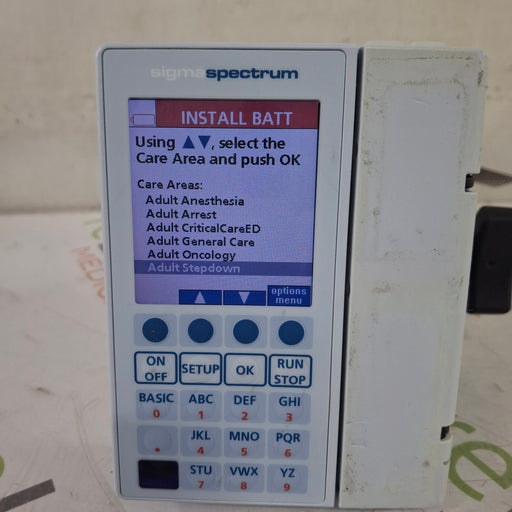 sigmaspectrum
INSTALL BATT
Using ▲▼, select the
Care Area and push OK
Care Areas:
Adult Anesthesia
Adult Arrest
Adult CriticalCareED
Adult General Care
Adult Oncology
Adult Stepdown
▲ ▼ options
menu
ON
OFF
SETUP
OK
RUN
STOP
BASIC ABC DEF GHI
0 1 2 3
JKL MNO PQR
. 4 5 6
STU VWX YZ
7 8 9